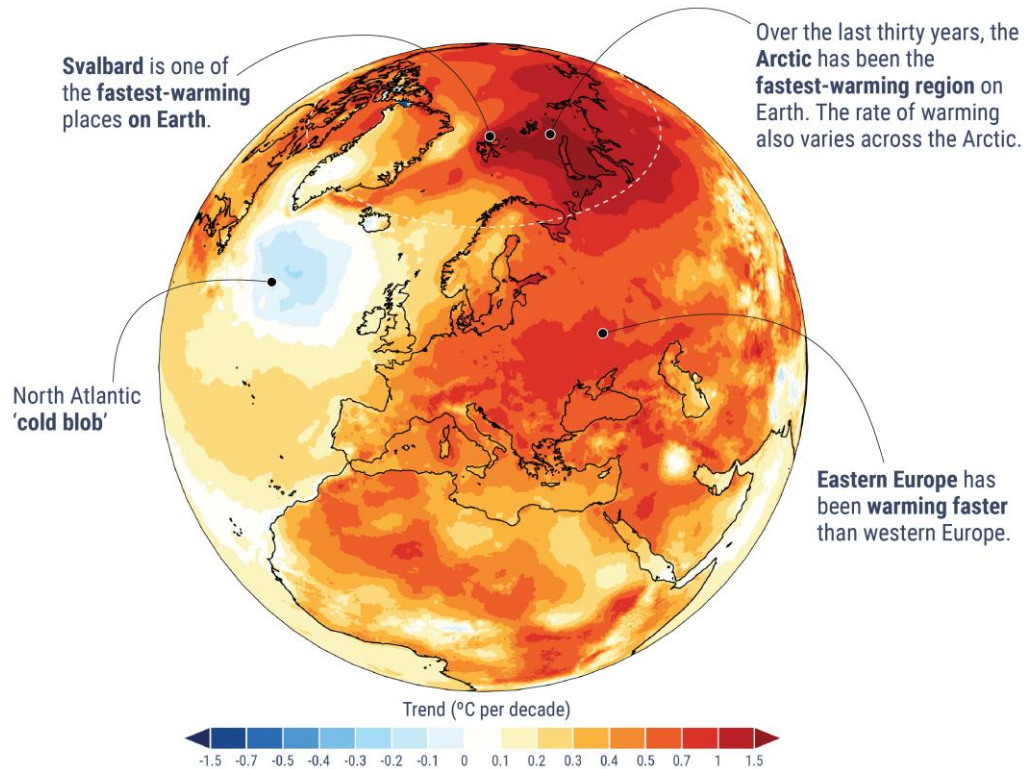 Svalbard is one of
the fastest-warming
places on Earth.
Over the last thirty years, the
Arctic has been the
fastest-warming region on
Earth. The rate of warming
also varies across the Arctic.
North Atlantic
‘cold blob’
Eastern Europe has
been warming faster
than western Europe.
Trend (ºC per decade)
-1.5 -0.7 -0.5 -0.4 -0.3 -0.2 -0.1 0 0.1 0.2 0.3 0.4 0.5 0.7 1 1.5